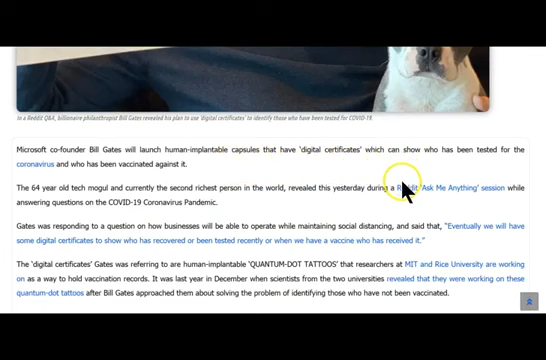 In a Reddit Q&A, billionaire philanthropist Bill Gates revealed his plan to use 'digital certificates' to identify those who have been tested for COVID-19.
Microsoft co-founder Bill Gates will launch human-implantable capsules that have 'digital certificates' which can show who has been tested for the
coronavirus and who has been vaccinated against it.
The 64 year old tech mogul and currently the second richest person in the world, revealed this yesterday during a Reddit 'Ask Me Anything' session while
answering questions on the COVID-19 Coronavirus Pandemic.
Gates was responding to a question on how businesses will be able to operate while maintaining social distancing, and said that, "Eventually we will have
some digital certificates to show who has recovered or been tested recently or when we have a vaccine who has received it."
The 'digital certificates' Gates was referring to are human-implantable 'QUANTUM-DOT TATTOOS' that researchers at MIT and Rice University are working
on as a way to hold vaccination records. It was last year in December when scientists from the two universities revealed that they were working on these
quantum-dot tattoos after Bill Gates approached them about solving the problem of identifying those who have not been vaccinated.